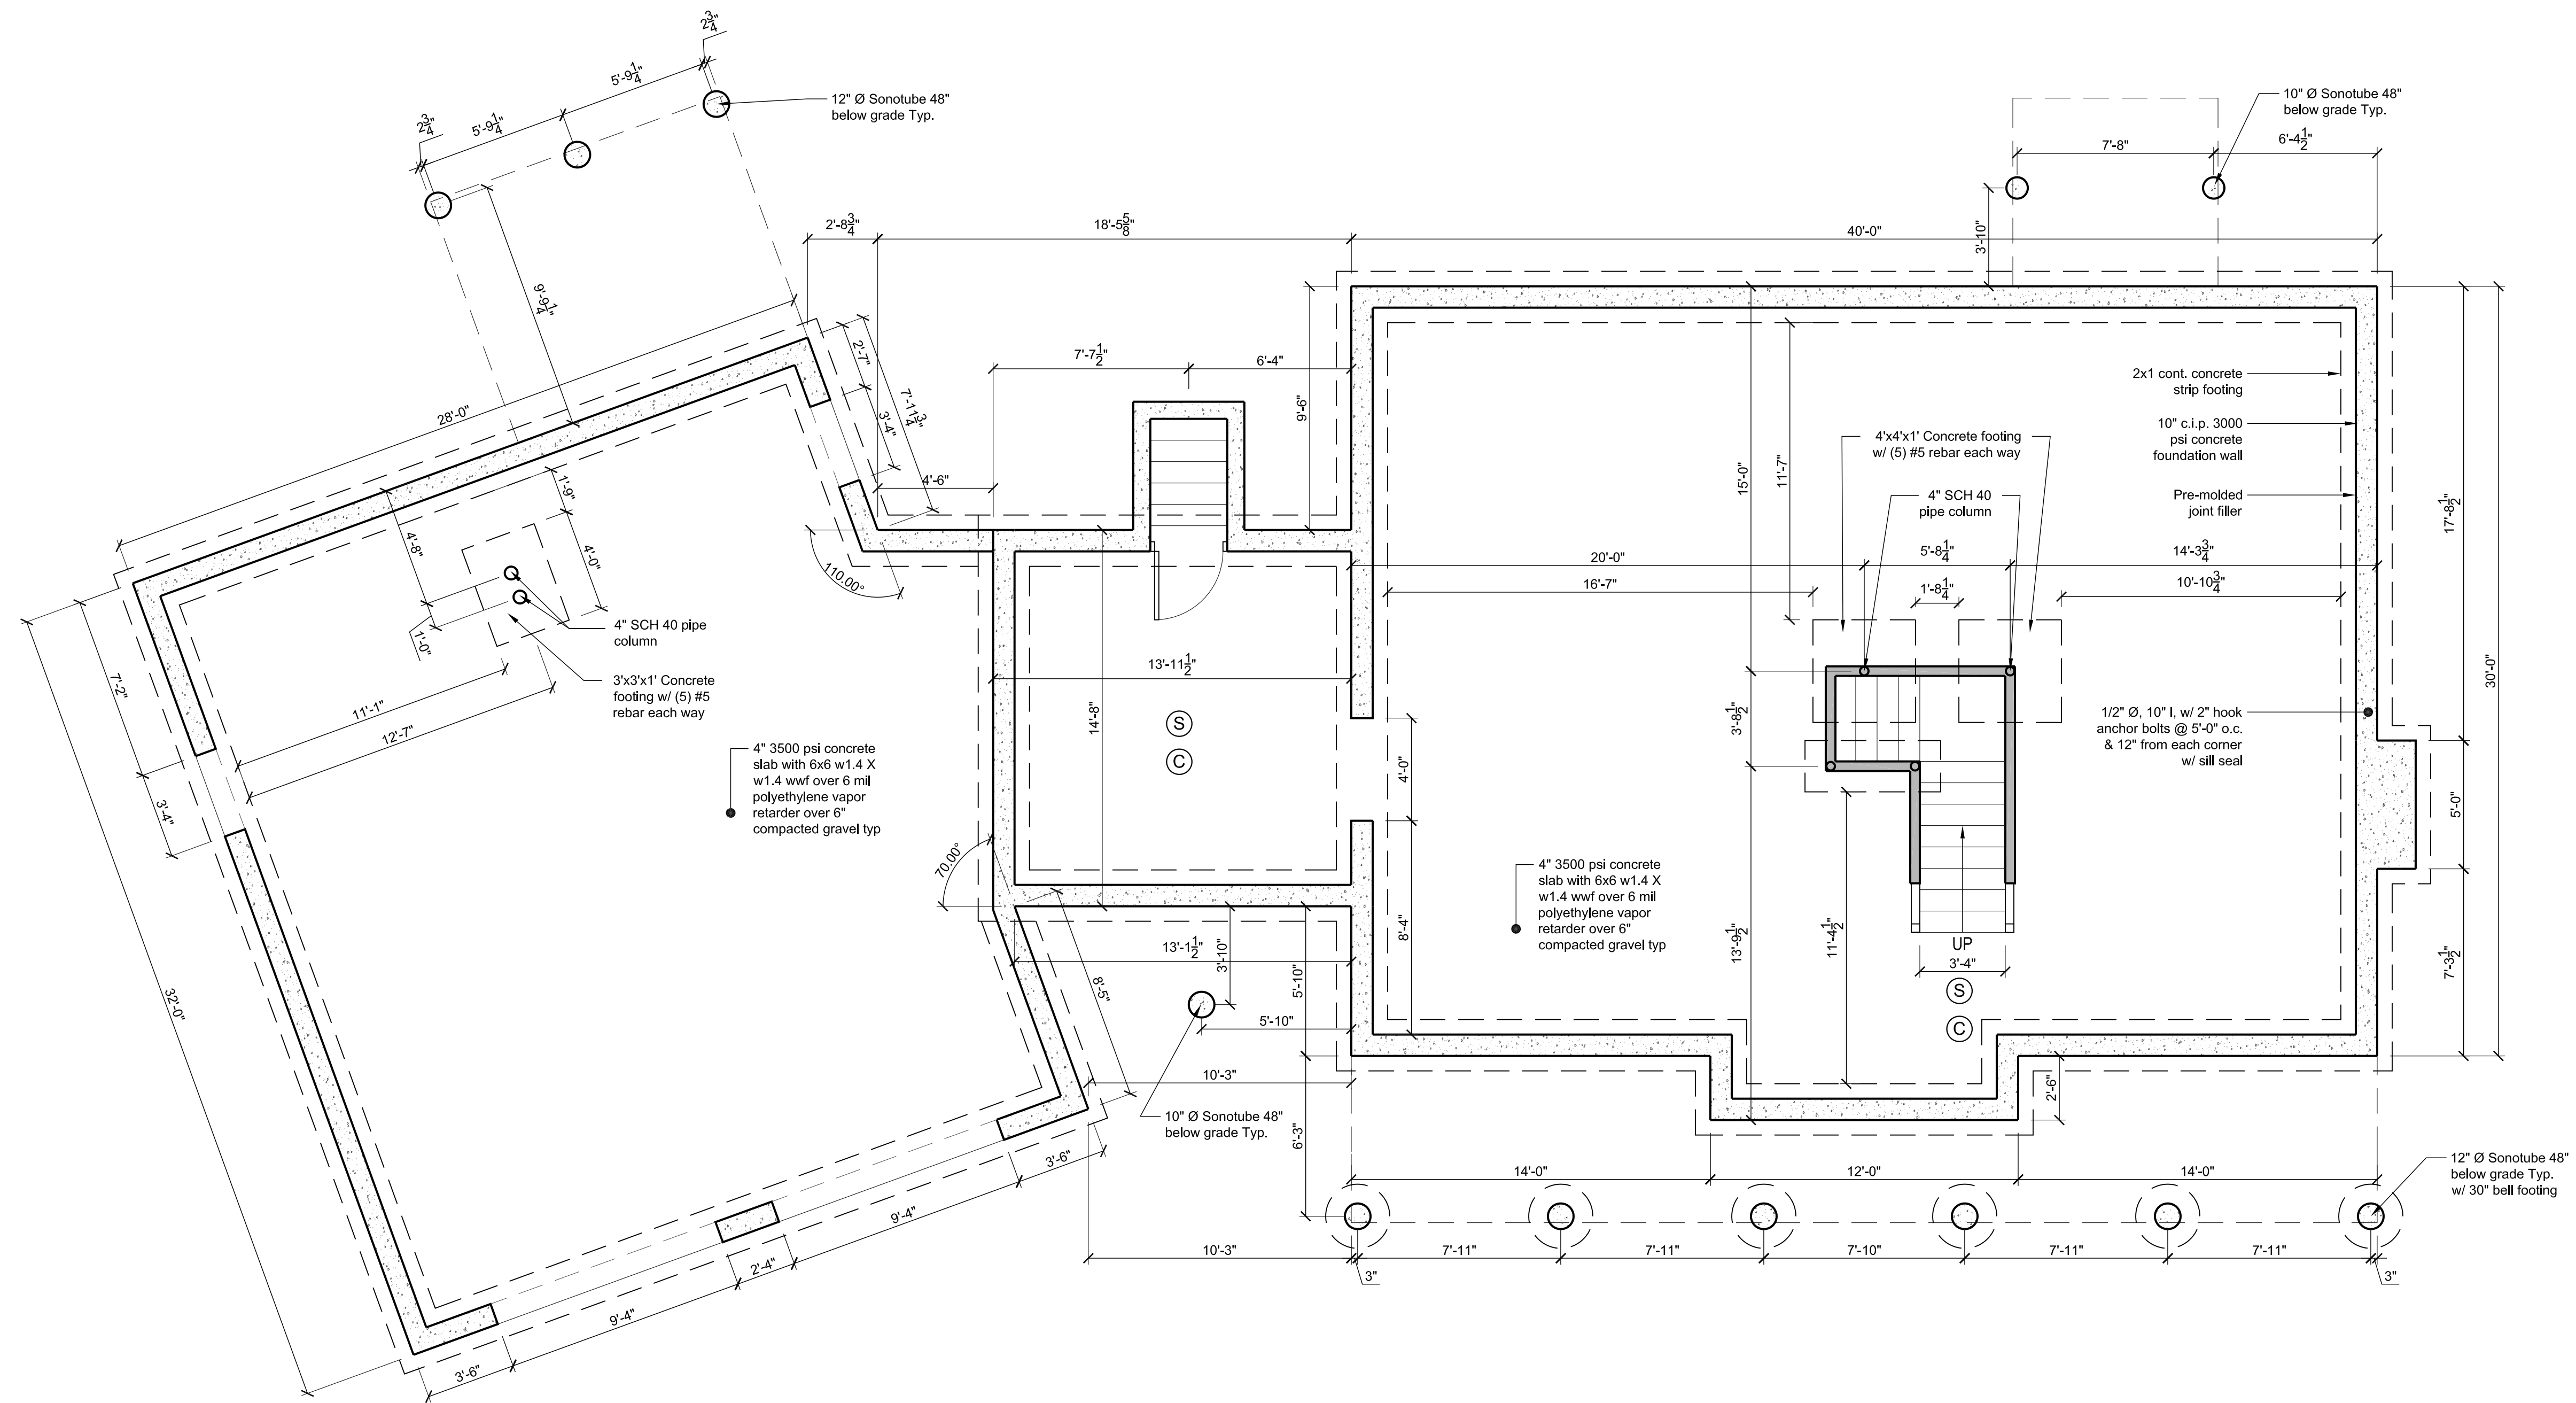 2 3/4"
5'-9 1/4"
5'-9 1/4"
2 3/4"
12" Ø Sonotube 48"
below grade Typ.
9'-9 1/4"
28'-0"
2'-8 3/4"
18'-5 5/8"
40'-0"
10" Ø Sonotube 48"
below grade Typ.
7'-8"
6'-4 1/2"
3'-10"
2'-7"
3'-4"
7'-11 3/4"
7'-7 1/2"
6'-4"
9'-6"
4'-6"
110.00°
1'-9"
4'-0"
4'-8"
1'-0"
4" SCH 40 pipe
column
3'x3'x1' Concrete
footing w/ (5) #5
rebar each way
11'-1"
12'-7"
7'-2"
3'-4"
32'-0"
4" 3500 psi concrete
slab with 6x6 w1.4 X
w1.4 wwf over 6 mil
polyethylene vapor
retarder over 6"
compacted gravel typ
13'-11 1/2"
14'-8"
S
C
70.00°
13'-1 1/2"
3'-10"
5'-10"
5'-10"
8'-5"
10'-3"
10" Ø Sonotube 48"
below grade Typ.
6'-3"
3'-6"
9'-4"
2'-4"
9'-4"
3'-6"
4'-0"
8'-4"
15'-0"
11'-7"
4'x4'x1' Concrete footing
w/ (5) #5 rebar each way
4" SCH 40
pipe column
20'-0"
5'-8 1/4"
14'-3 3/4"
16'-7"
1'-8 1/4"
10'-10 3/4"
3'-8 1/2"
13'-9 1/2"
11'-4 1/2"
UP
3'-4"
S
C
4" 3500 psi concrete
slab with 6x6 w1.4 X
w1.4 wwf over 6 mil
polyethylene vapor
retarder over 6"
compacted gravel typ
2x1 cont. concrete
strip footing
10" c.i.p. 3000
psi concrete
foundation wall
Pre-molded
joint filler
1/2" Ø, 10" l, w/ 2" hook
anchor bolts @ 5'-0" o.c.
& 12" from each corner
w/ sill seal
17'-8 1/2"
30'-0"
5'-0"
7'-3 1/2"
2'-6"
14'-0"
12'-0"
14'-0"
12" Ø Sonotube 48"
below grade Typ.
w/ 30" bell footing
10'-3"
3"
7'-11"
7'-11"
7'-10"
7'-11"
7'-11"
3"